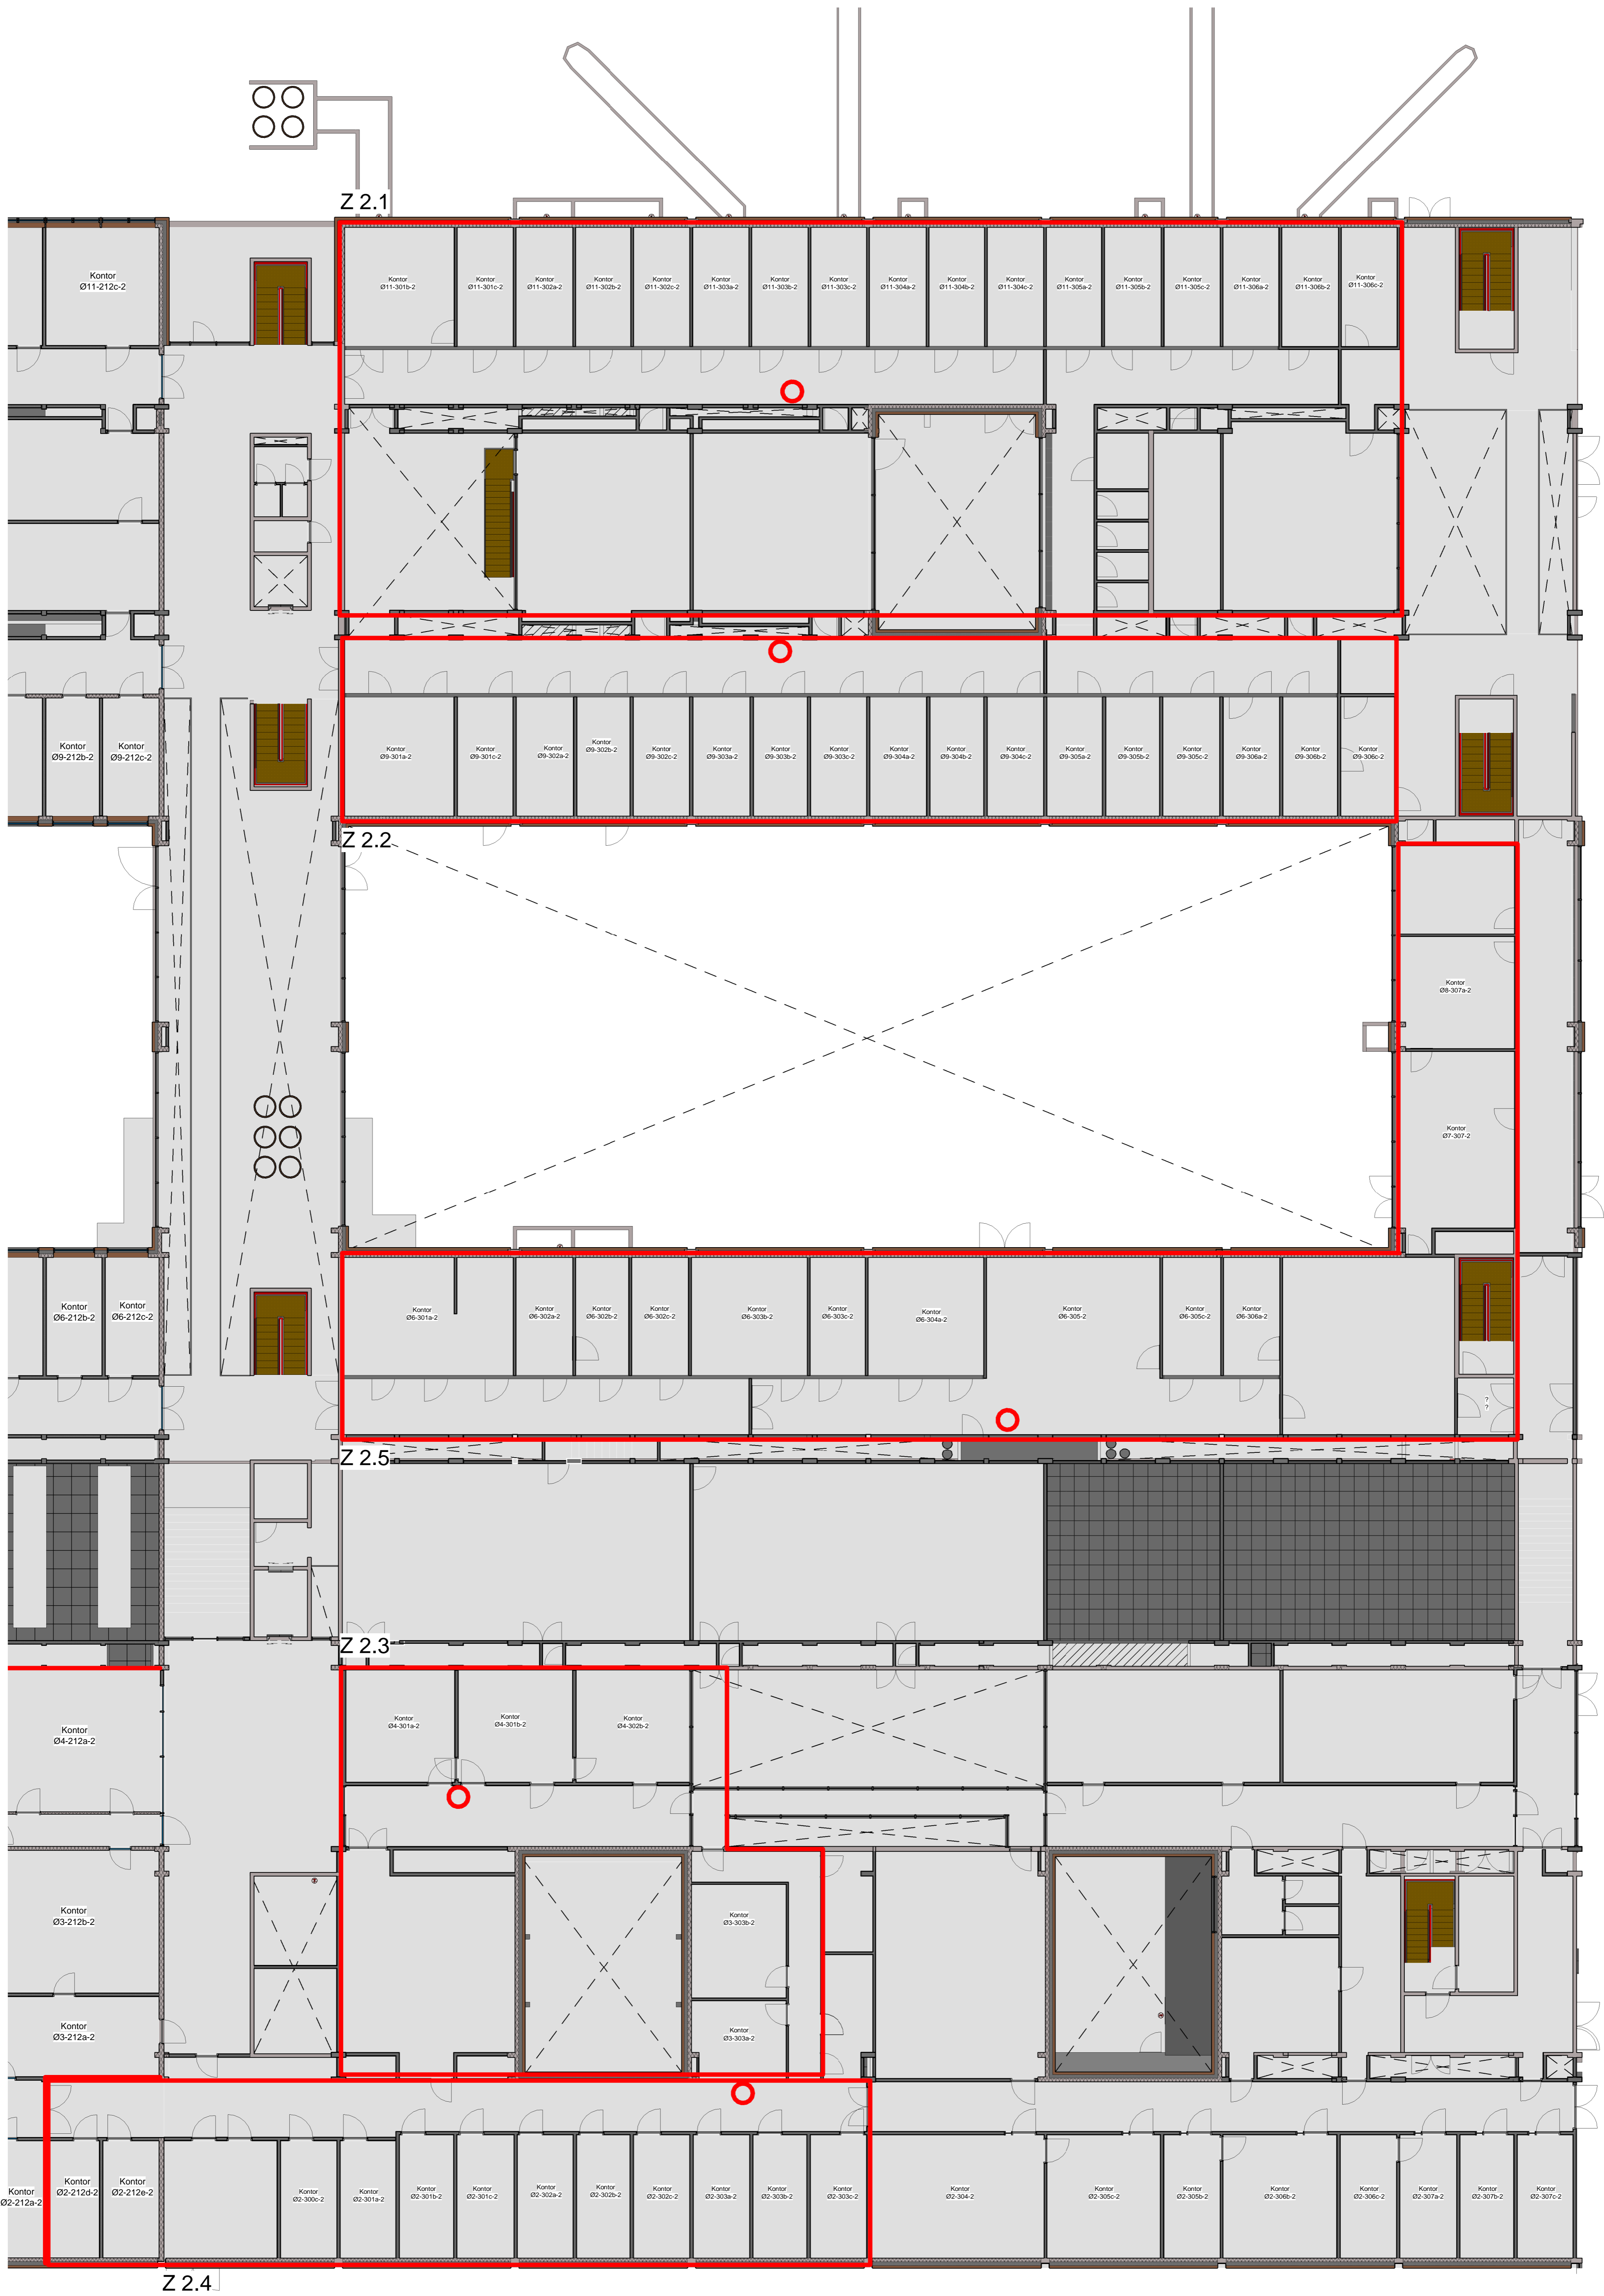 Z 2.1
Kontor
Ø11-212c-2
Kontor
Ø11-301b-2
Kontor
Ø11-301c-2
Kontor
Ø11-302a-2
Kontor
Ø11-302b-2
Kontor
Ø11-302c-2
Kontor
Ø11-303a-2
Kontor
Ø11-303b-2
Kontor
Ø11-303c-2
Kontor
Ø11-304a-2
Kontor
Ø11-304b-2
Kontor
Ø11-304c-2
Kontor
Ø11-305a-2
Kontor
Ø11-305b-2
Kontor
Ø11-305c-2
Kontor
Ø11-306a-2
Kontor
Ø11-306b-2
Kontor
Ø11-306c-2
Kontor
Ø9-212b-2
Kontor
Ø9-212c-2
Kontor
Ø9-301a-2
Kontor
Ø9-301c-2
Kontor
Ø9-302a-2
Kontor
Ø9-302b-2
Kontor
Ø9-302c-2
Kontor
Ø9-303a-2
Kontor
Ø9-303b-2
Kontor
Ø9-303c-2
Kontor
Ø9-304a-2
Kontor
Ø9-304b-2
Kontor
Ø9-304c-2
Kontor
Ø9-305a-2
Kontor
Ø9-305b-2
Kontor
Ø9-305c-2
Kontor
Ø9-306a-2
Kontor
Ø9-306b-2
Kontor
Ø9-306c-2
Z 2.2
Kontor
Ø8-307a-2
Kontor
Ø7-307-2
Kontor
Ø6-212b-2
Kontor
Ø6-212c-2
Kontor
Ø6-301a-2
Kontor
Ø6-302a-2
Kontor
Ø6-302b-2
Kontor
Ø6-302c-2
Kontor
Ø6-303b-2
Kontor
Ø6-303c-2
Kontor
Ø6-304a-2
Kontor
Ø6-305-2
Kontor
Ø6-305c-2
Kontor
Ø6-306a-2
?
?
Z 2.5
Z 2.3
Kontor
Ø4-212a-2
Kontor
Ø4-301a-2
Kontor
Ø4-301b-2
Kontor
Ø4-302b-2
Kontor
Ø3-212b-2
Kontor
Ø3-303b-2
Kontor
Ø3-212a-2
Kontor
Ø3-303a-2
Kontor
Ø2-212a-2
Kontor
Ø2-212d-2
Kontor
Ø2-212e-2
Kontor
Ø2-300c-2
Kontor
Ø2-301a-2
Kontor
Ø2-301b-2
Kontor
Ø2-301c-2
Kontor
Ø2-302a-2
Kontor
Ø2-302b-2
Kontor
Ø2-302c-2
Kontor
Ø2-303a-2
Kontor
Ø2-303b-2
Kontor
Ø2-303c-2
Kontor
Ø2-304-2
Kontor
Ø2-305c-2
Kontor
Ø2-305b-2
Kontor
Ø2-306b-2
Kontor
Ø2-306c-2
Kontor
Ø2-307a-2
Kontor
Ø2-307b-2
Kontor
Ø2-307c-2
Z 2.4